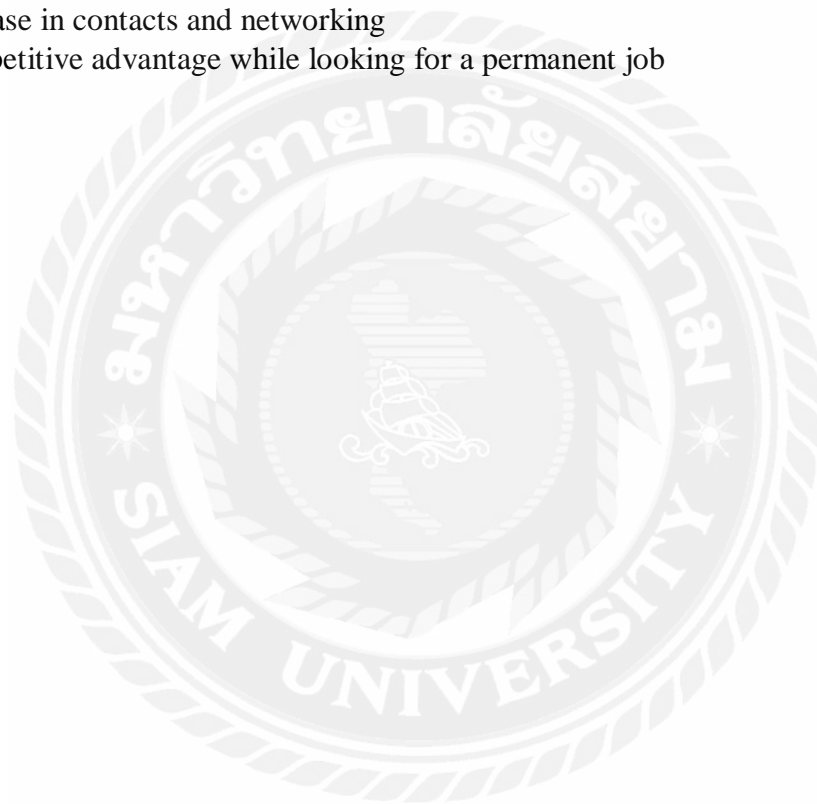 ase in contacts and networking
petitive advantage while looking for a permanent job
มหาวิทยาลัยสยาม
SIAM UNIVERSITY